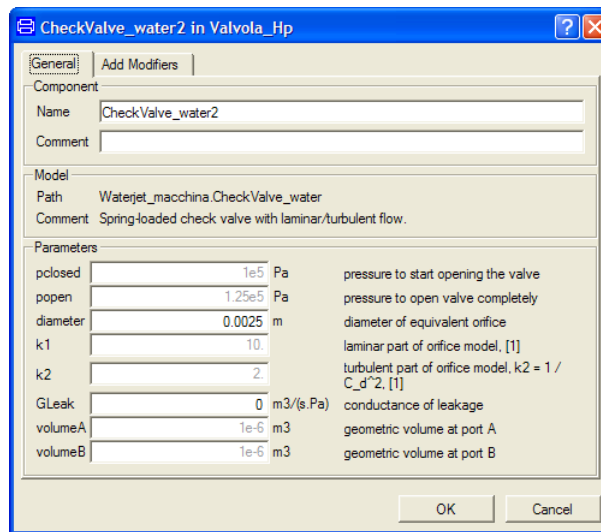 CheckValve_water2 in Valvola_Hp
General Add Modifiers
Component
Name CheckValve_water2
Comment
Model
Path Waterjet_macchina.CheckValve_water
Comment Spring-loaded check valve with laminar/turbulent flow.
Parameters
pclosed 1e5 Pa pressure to start opening the valve
popen 1.25e5 Pa pressure to open valve completely
diameter 0.0025 m diameter of equivalent orifice
k1 10. laminar part of orifice model, [1]
k2 2. turbulent part of orifice model, k2 = 1 /
C_d^2, [1]
GLeak 0 m3/(s.Pa) conductance of leakage
volumeA 1e-6 m3 geometric volume at port A
volumeB 1e-6 m3 geometric volume at port B
OK Cancel